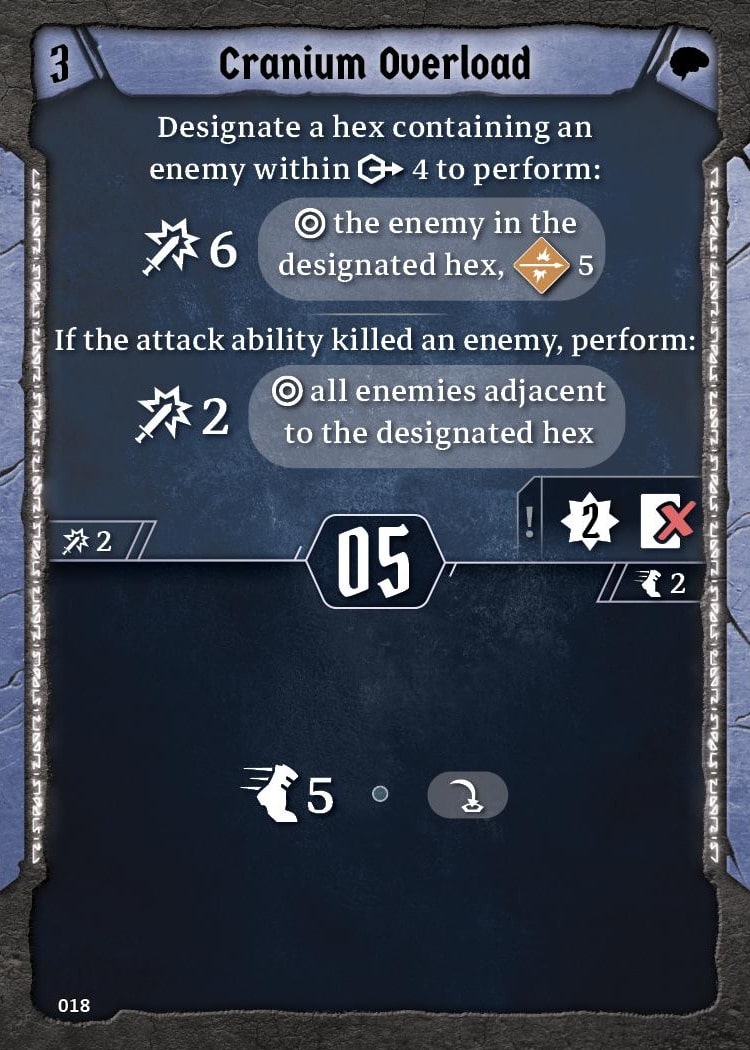 3 Cranium Overload
Designate a hex containing an
enemy within 4 to perform:
6 the enemy in the
designated hex, 5
If the attack ability killed an enemy, perform:
2 all enemies adjacent
to the designated hex
! 2
2 05
2
5
018